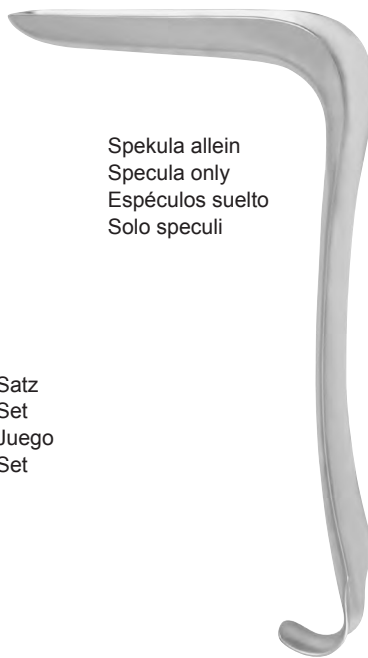 Spekula allein
Specula only
Espéculos suelto
Solo speculi
Satz
Set
Juego
Set